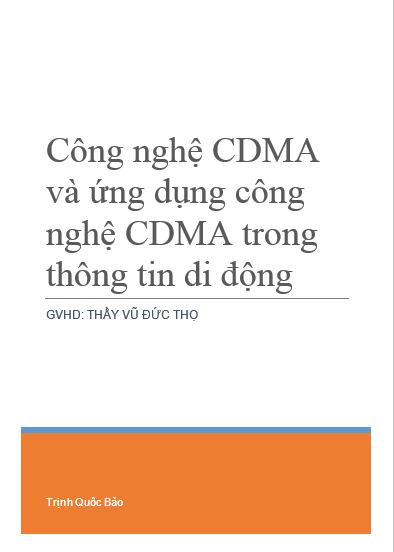 Công nghệ CDMA
và ứng dụng công
nghệ CDMA trong
thông tin di động
GVHD: THẦY VŨ ĐỨC THỌ
Trịnh Quốc Bảo